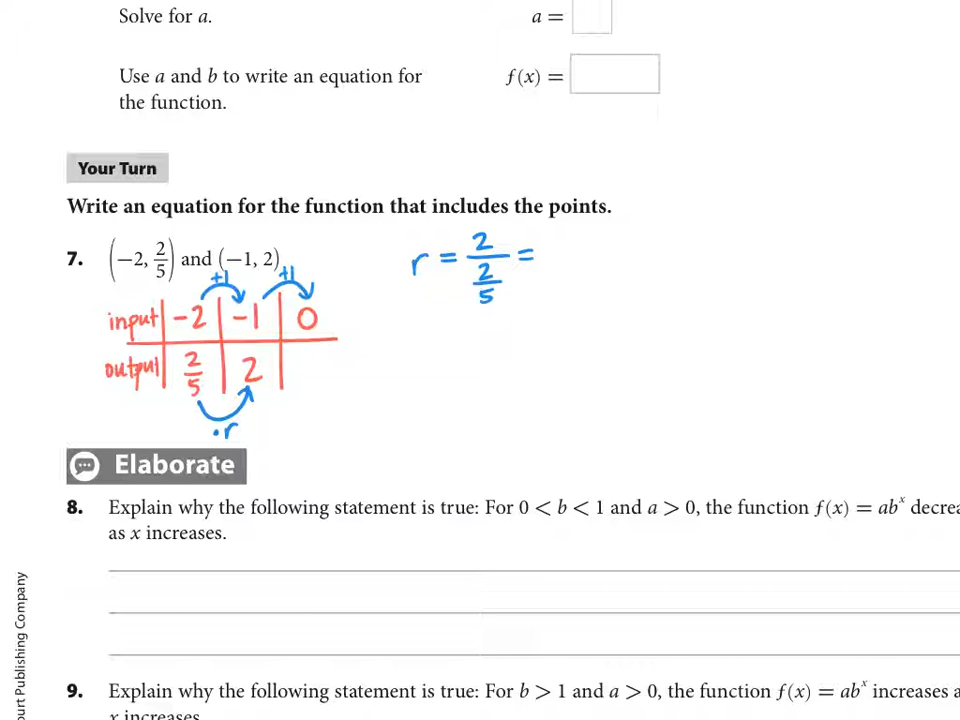 Solve for a. a =
Use a and b to write an equation for f(x) =
the function.
Your Turn
Write an equation for the function that includes the points.
7. (−2, 2/5) and (−1, 2)
r = 2/(2/5) =
+1 +1
input −2 −1 0
output 2/5 2
·r
Elaborate
8. Explain why the following statement is true: For 0 < b < 1 and a > 0, the function f(x) = abˣ decrea
as x increases.
9. Explain why the following statement is true: For b > 1 and a > 0, the function f(x) = abˣ increases a
x increases.
ourt Publishing Company